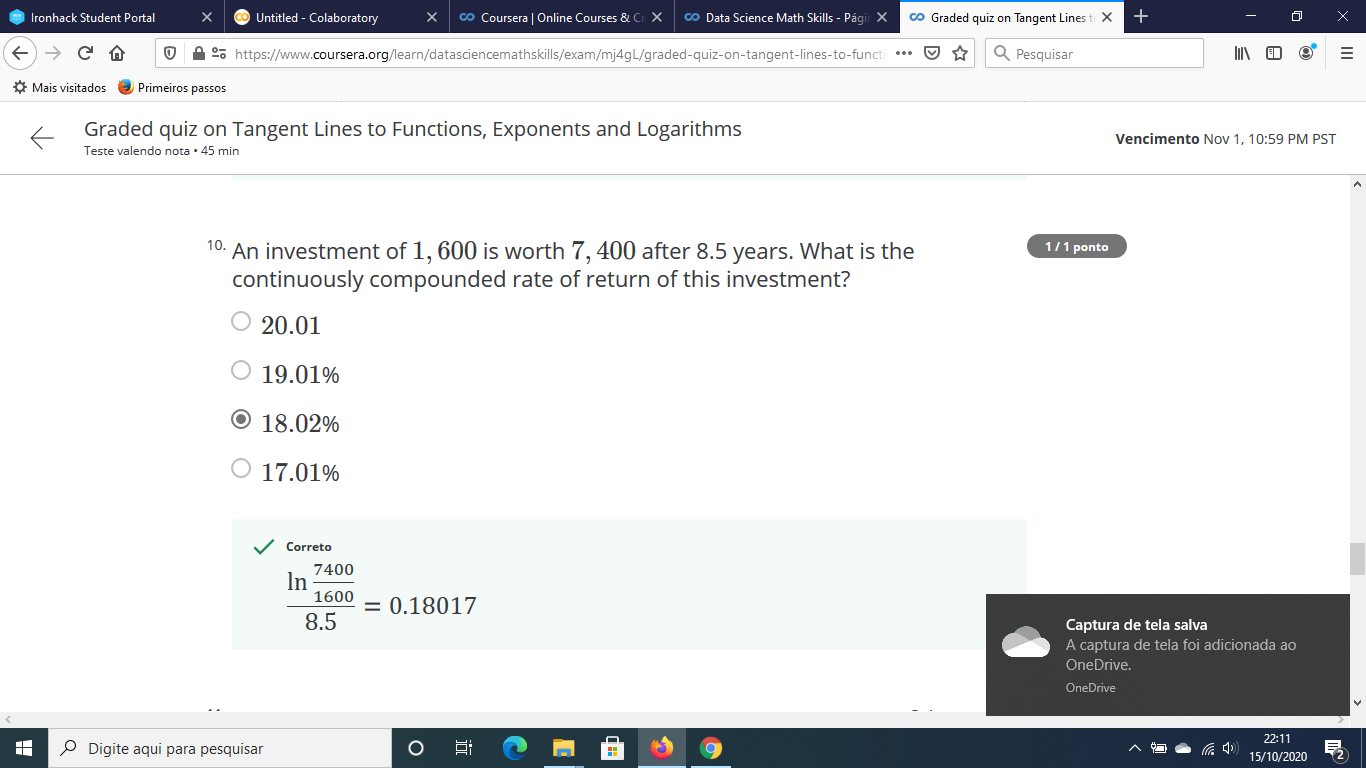 Ironhack Student Portal
Untitled - Colaboratory
Coursera | Online Courses & Cr
Data Science Math Skills - Pági
Graded quiz on Tangent Lines t
https://www.coursera.org/learn/datasciencemathskills/exam/mj4gL/graded-quiz-on-tangent-lines-to-functi
Pesquisar
Mais visitados
Primeiros passos
Graded quiz on Tangent Lines to Functions, Exponents and Logarithms
Teste valendo nota • 45 min
Vencimento Nov 1, 10:59 PM PST
10. An investment of 1, 600 is worth 7, 400 after 8.5 years. What is the
continuously compounded rate of return of this investment?
1 / 1 ponto
20.01
19.01%
18.02%
17.01%
Correto
ln 7400
1600
8.5
= 0.18017
Captura de tela salva
A captura de tela foi adicionada ao
OneDrive.
OneDrive
Digite aqui para pesquisar
22:11
15/10/2020
2